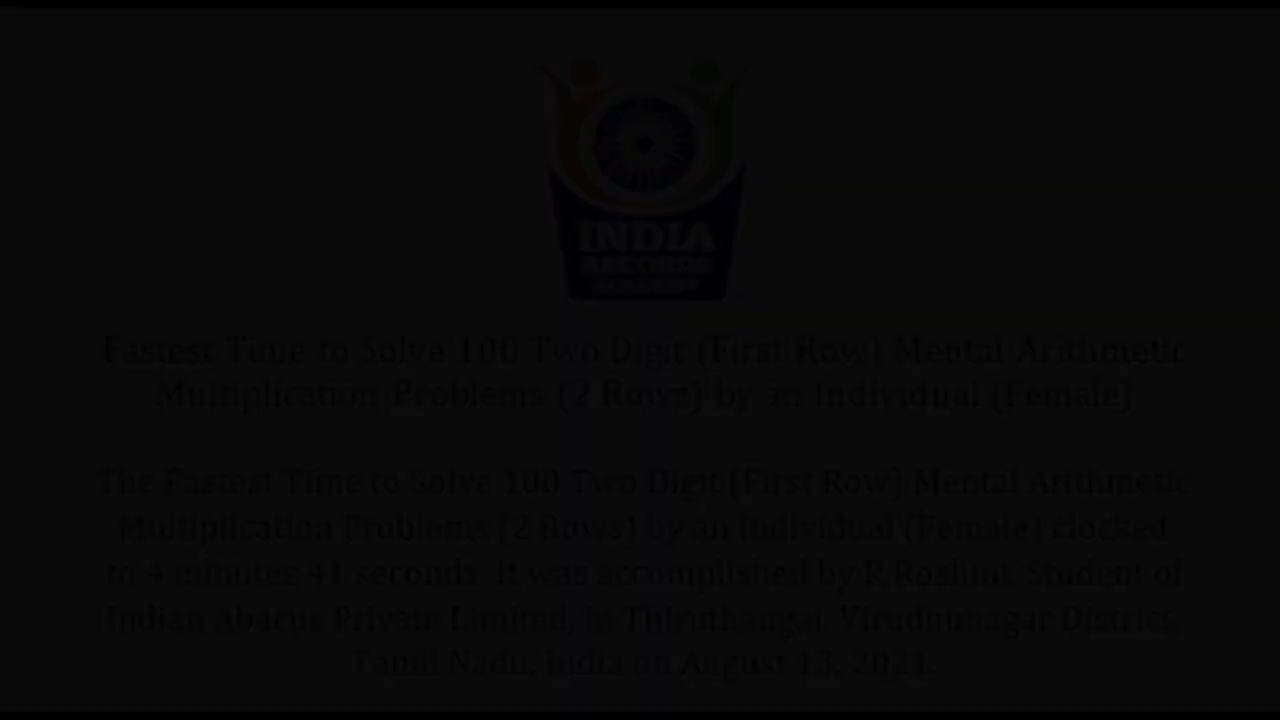 INDIA
RECORDS
ACADEMY
Fastest Time to Solve 100 Two Digit (First Row) Mental Arithmetic
Multiplication Problems (2 Rows) by an Individual (Female)
The Fastest Time to Solve 100 Two Digit (First Row) Mental Arithmetic
Multiplication Problems (2 Rows) by an Individual (Female) clocked
to 4 minutes 41 seconds. It was accomplished by R Roshini, Student of
Indian Abacus Private Limited, in Thiruthangal, Virudhunagar District,
Tamil Nadu, India on August 13, 2021.